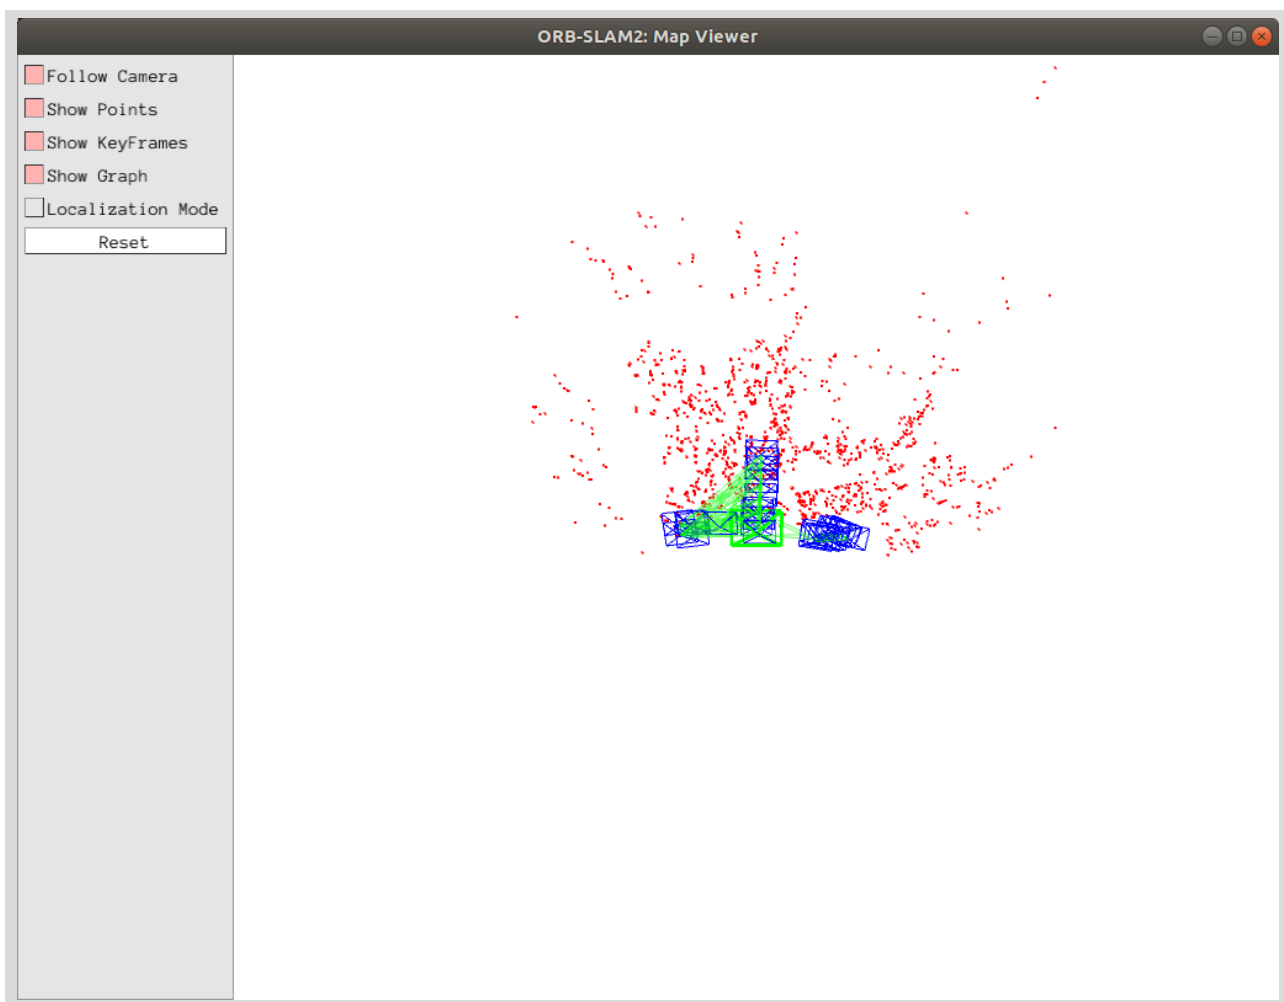 ORB-SLAM2: Map Viewer
Follow Camera
Show Points
Show KeyFrames
Show Graph
Localization Mode
Reset